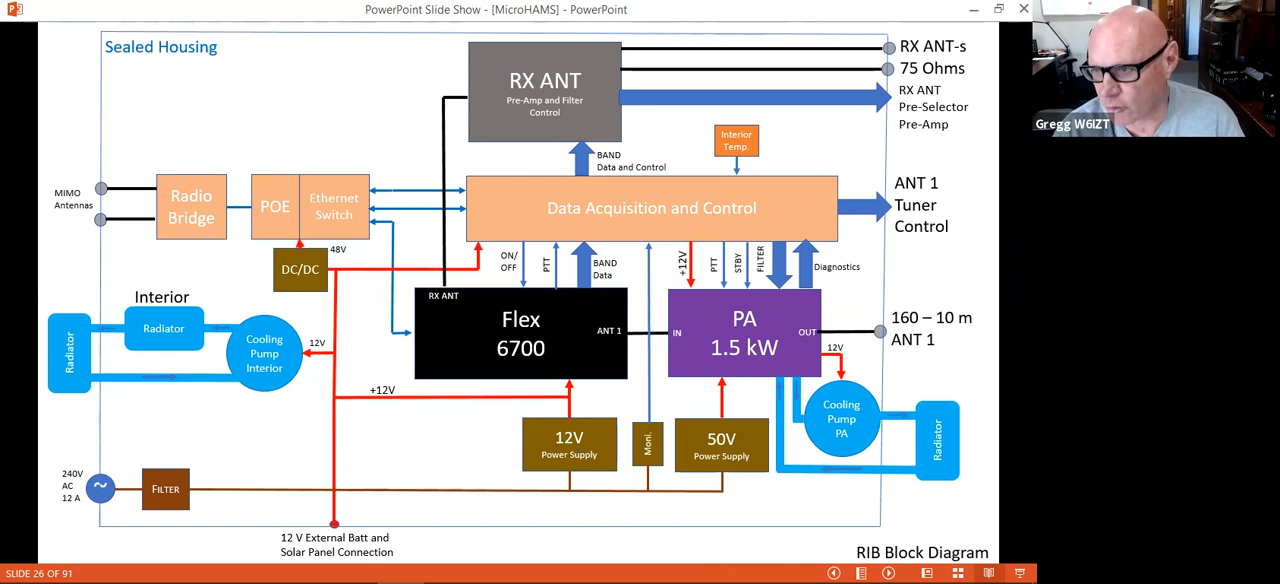 PowerPoint Slide Show - [MicroHAMS] - PowerPoint
Sealed Housing
RX ANT
Pre-Amp and Filter
Control
RX ANT-s
75 Ohms
RX ANT
Pre-Selector
Pre-Amp
Gregg W6IZT
Interior
Temp.
BAND
Data and Control
MIMO
Antennas
Radio
Bridge
POE
Ethernet
Switch
Data Acquisition and Control
ANT 1
Tuner
Control
48V
DC/DC
ON/
OFF
PTT
BAND
Data
+12V
PTT
STBY
FILTER
Diagnostics
Interior
Radiator
Radiator
Cooling
Pump
Interior
12V
RX ANT
Flex
6700
ANT 1
IN
PA
1.5 kW
OUT
160 – 10 m
ANT 1
12V
+12V
Cooling
Pump
PA
Radiator
12V
Power Supply
Moni.
50V
Power Supply
240V
AC
12 A
~
FILTER
12 V External Batt and
Solar Panel Connection
RIB Block Diagram
SLIDE 26 OF 91